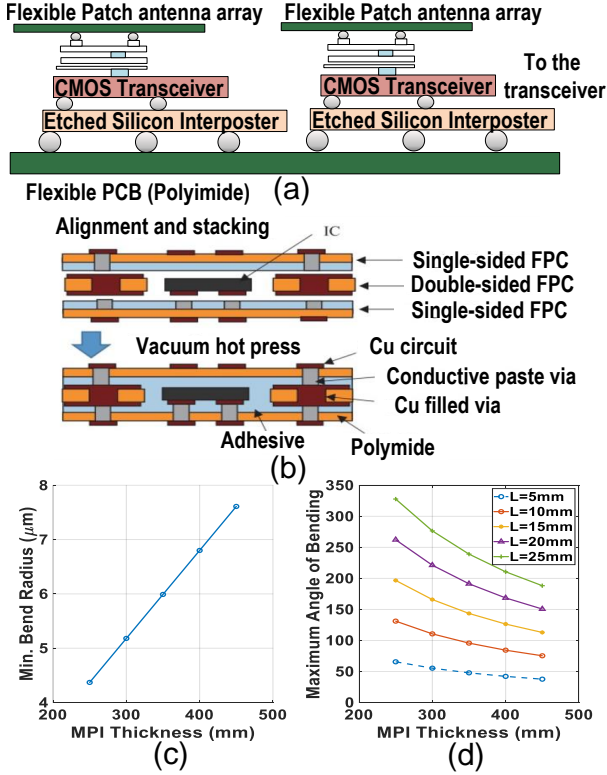 Flexible Patch antenna array
Flexible Patch antenna array
CMOS Transceiver
CMOS Transceiver
To the
transceiver
Etched Silicon Interposter
Etched Silicon Interposter
Flexible PCB (Polyimide)
(a)
Alignment and stacking
IC
Single-sided FPC
Double-sided FPC
Single-sided FPC
Vacuum hot press
Cu circuit
Conductive paste via
Cu filled via
Adhesive
Polymide
(b)
Min. Bend Radius (μm)
8
7
6
5
4
200
300
400
500
MPI Thickness (mm)
(c)
Maximum Angle of Bending
350
300
250
200
150
100
50
0
L=5mm
L=10mm
L=15mm
L=20mm
L=25mm
200
300
400
500
MPI Thickness (mm)
(d)